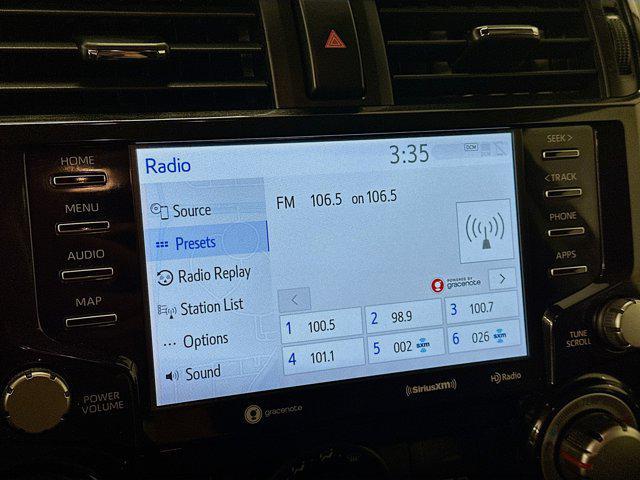 HOME
MENU
AUDIO
MAP
POWER
VOLUME
Radio
3:35
DCM
Source
Presets
Radio Replay
Station List
Options
Sound
FM 106.5 on 106.5
POWERED BY
gracenote
1 100.5
2 98.9
3 100.7
4 101.1
5 002 sxm
6 026 sxm
gracenote
((SiriusXM))
HD Radio
SEEK >
< TRACK
PHONE
APPS
TUNE
SCROLL